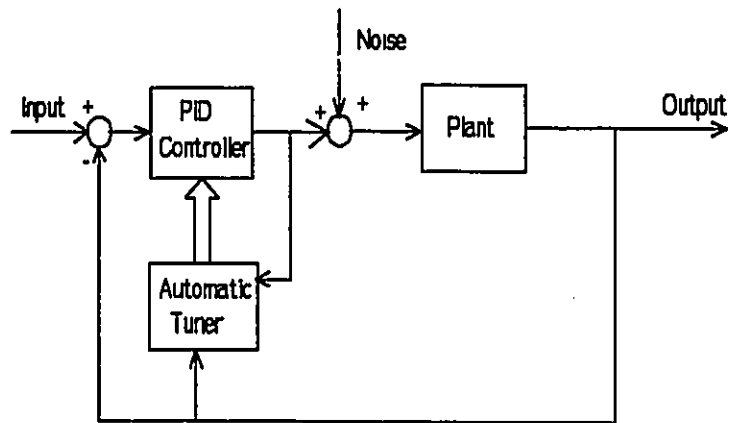 Noise
Input
+
-
PID
Controller
+
+
Plant
Output
Automatic
Tuner